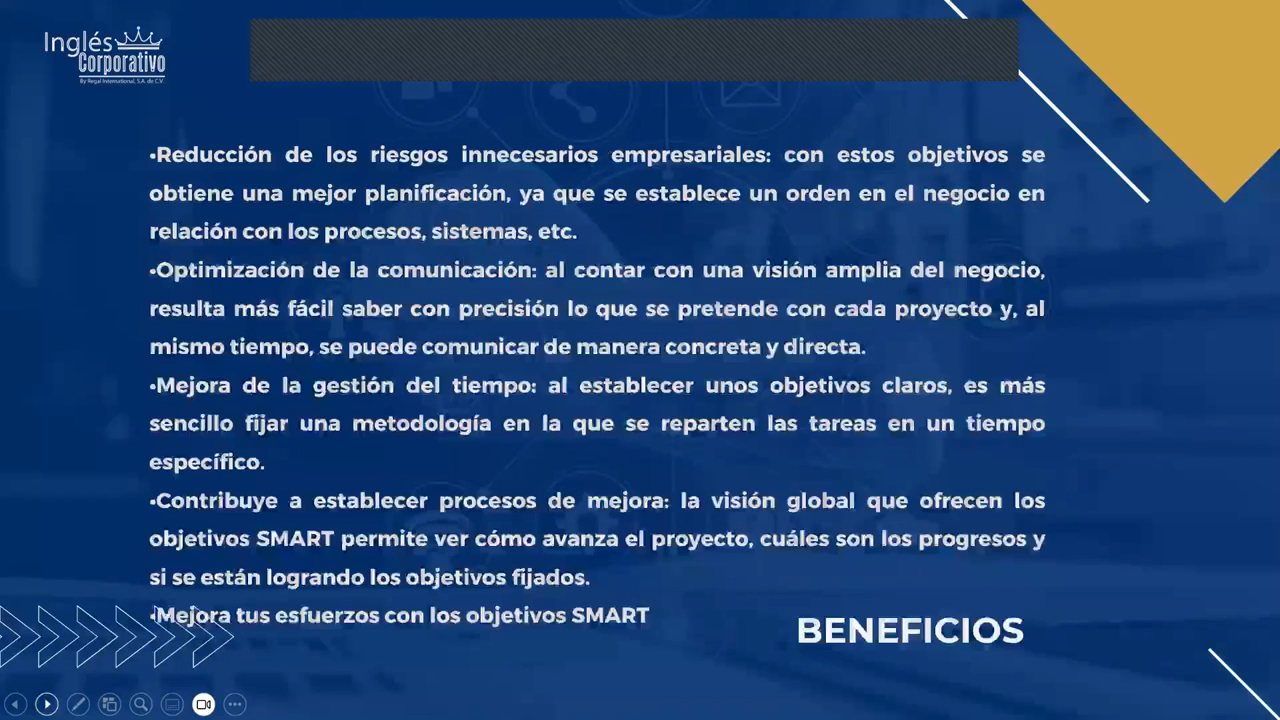 Inglés
Corporativo
By Regal International, S.A. de C.V.
•Reducción de los riesgos innecesarios empresariales: con estos objetivos se
obtiene una mejor planificación, ya que se establece un orden en el negocio en
relación con los procesos, sistemas, etc.
•Optimización de la comunicación: al contar con una visión amplia del negocio,
resulta más fácil saber con precisión lo que se pretende con cada proyecto y, al
mismo tiempo, se puede comunicar de manera concreta y directa.
•Mejora de la gestión del tiempo: al establecer unos objetivos claros, es más
sencillo fijar una metodología en la que se reparten las tareas en un tiempo
específico.
•Contribuye a establecer procesos de mejora: la visión global que ofrecen los
objetivos SMART permite ver cómo avanza el proyecto, cuáles son los progresos y
si se están logrando los objetivos fijados.
•Mejora tus esfuerzos con los objetivos SMART
BENEFICIOS